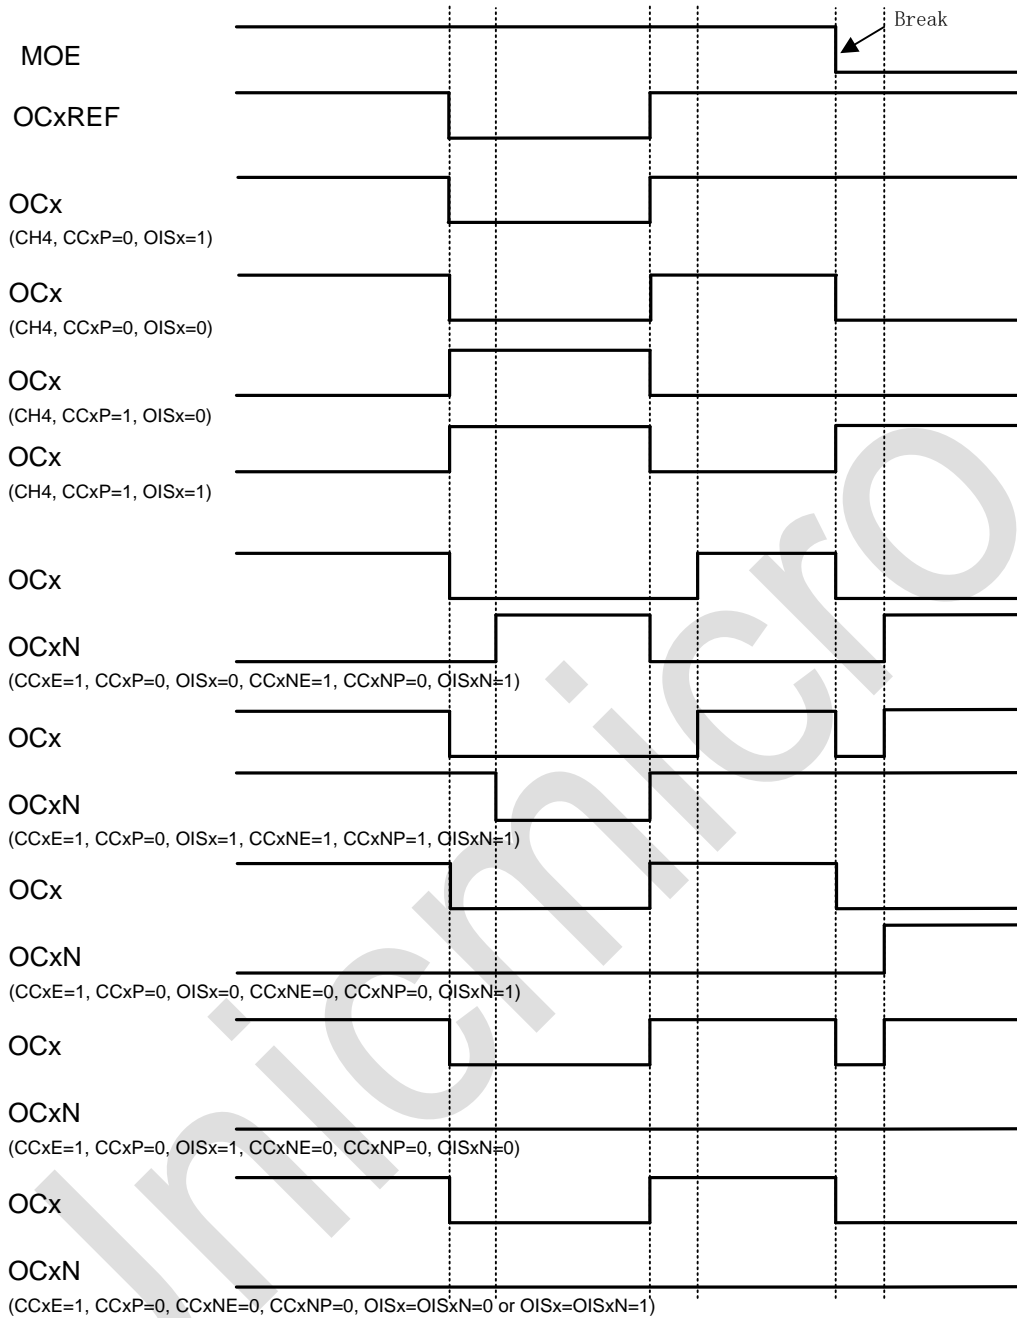 Break
MOE
OCxREF
OCx
(CH4, CCxP=0, OISx=1)
OCx
(CH4, CCxP=0, OISx=0)
OCx
(CH4, CCxP=1, OISx=0)
OCx
(CH4, CCxP=1, OISx=1)
OCx
OCxN
(CCxE=1, CCxP=0, OISx=0, CCxNE=1, CCxNP=0, OISxN=1)
OCx
OCxN
(CCxE=1, CCxP=0, OISx=1, CCxNE=1, CCxNP=1, OISxN=1)
OCx
OCxN
(CCxE=1, CCxP=0, OISx=0, CCxNE=0, CCxNP=0, OISxN=1)
OCx
OCxN
(CCxE=1, CCxP=0, OISx=1, CCxNE=0, CCxNP=0, OISxN=0)
OCx
OCxN
(CCxE=1, CCxP=0, CCxNE=0, CCxNP=0, OISx=OISxN=0 or OISx=OISxN=1)